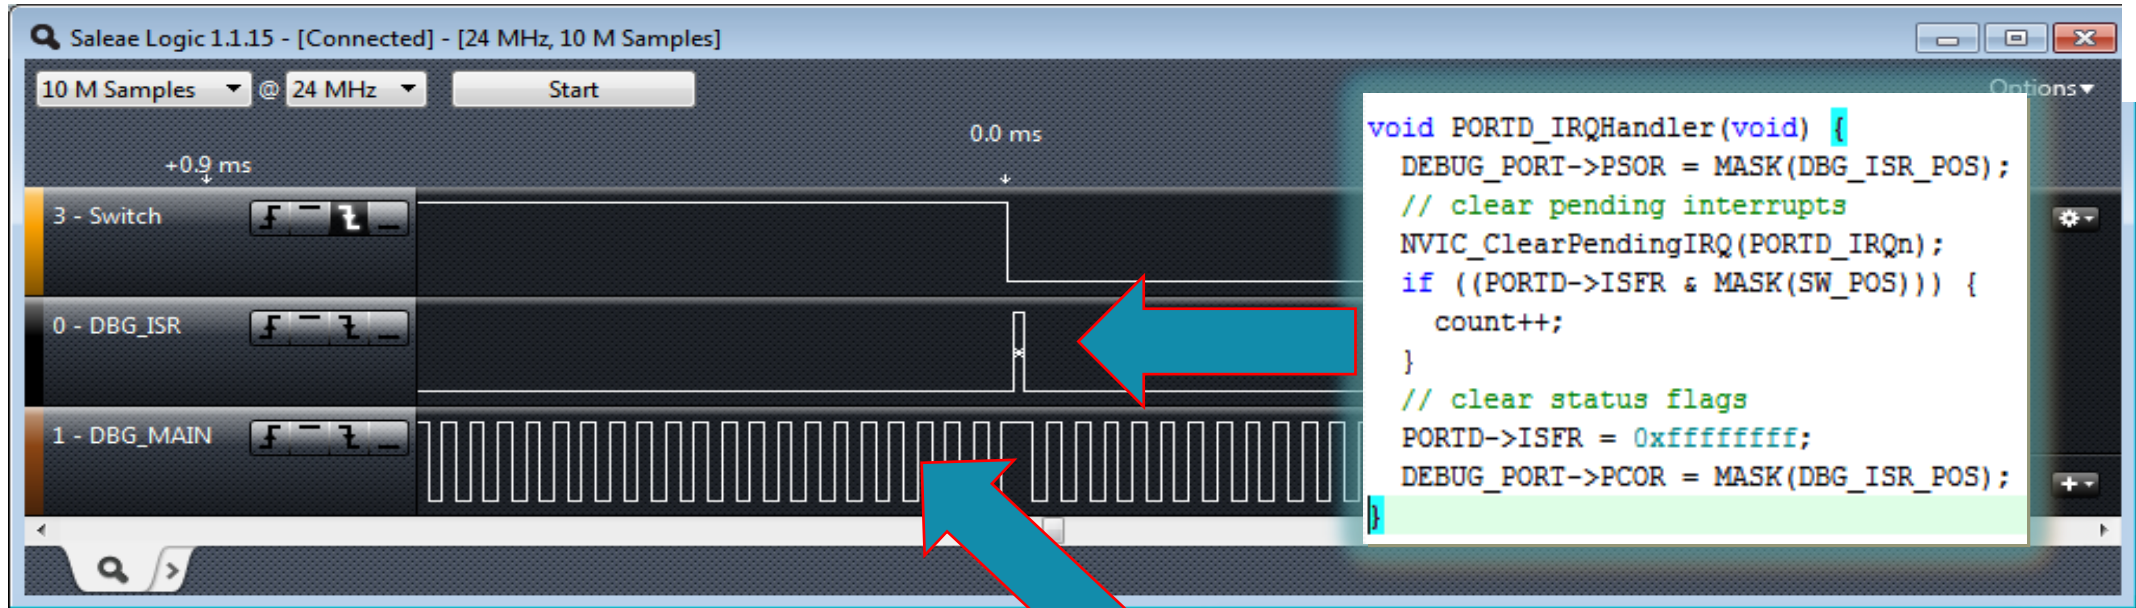 Saleae Logic 1.1.15 - [Connected] - [24 MHz, 10 M Samples]
10 M Samples @ 24 MHz Start
Options
0.0 ms
+0.9 ms
3 - Switch
0 - DBG_ISR
1 - DBG_MAIN
void PORTD_IRQHandler(void) {
DEBUG_PORT->PSOR = MASK(DBG_ISR_POS);
// clear pending interrupts
NVIC_ClearPendingIRQ(PORTD_IRQn);
if ((PORTD->ISFR & MASK(SW_POS))) {
count++;
}
// clear status flags
PORTD->ISFR = 0xffffffff;
DEBUG_PORT->PCOR = MASK(DBG_ISR_POS);
}